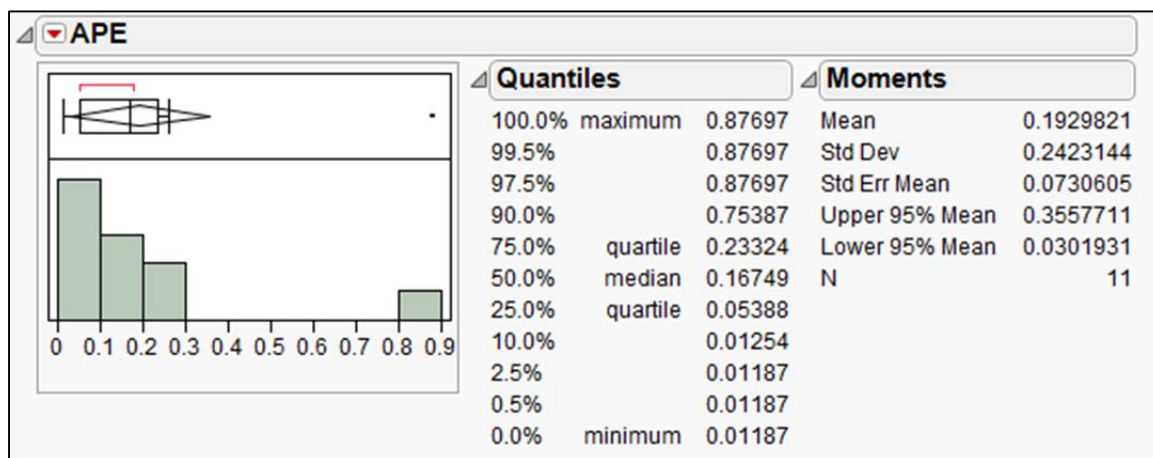 APE
0 0.1 0.2 0.3 0.4 0.5 0.6 0.7 0.8 0.9
Quantiles
100.0% maximum 0.87697
99.5% 0.87697
97.5% 0.87697
90.0% 0.75387
75.0% quartile 0.23324
50.0% median 0.16749
25.0% quartile 0.05388
10.0% 0.01254
2.5% 0.01187
0.5% 0.01187
0.0% minimum 0.01187
Moments
Mean 0.1929821
Std Dev 0.2423144
Std Err Mean 0.0730605
Upper 95% Mean 0.3557711
Lower 95% Mean 0.0301931
N 11